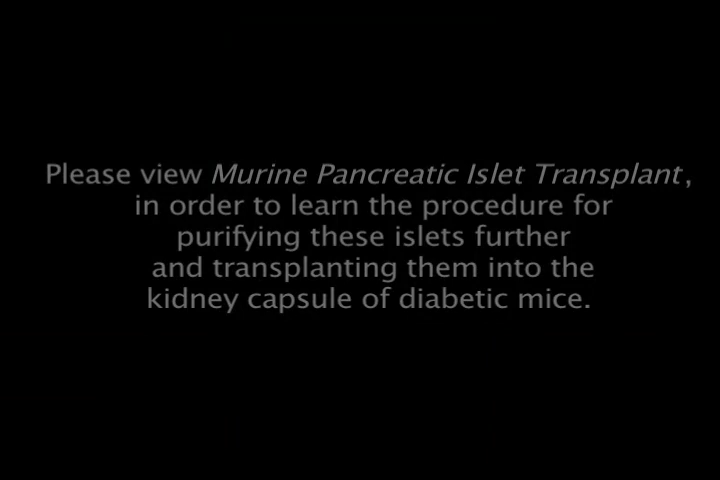 Please view Murine Pancreatic Islet Transplant,
in order to learn the procedure for
purifying these islets further
and transplanting them into the
kidney capsule of diabetic mice.